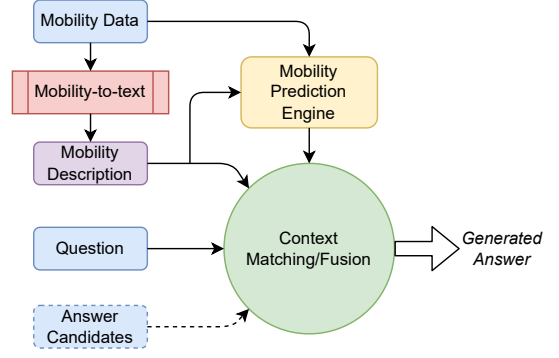 Mobility Data
Mobility-to-text
Mobility
Prediction
Engine
Mobility
Description
Question
Context
Matching/Fusion
Generated
Answer
Answer
Candidates